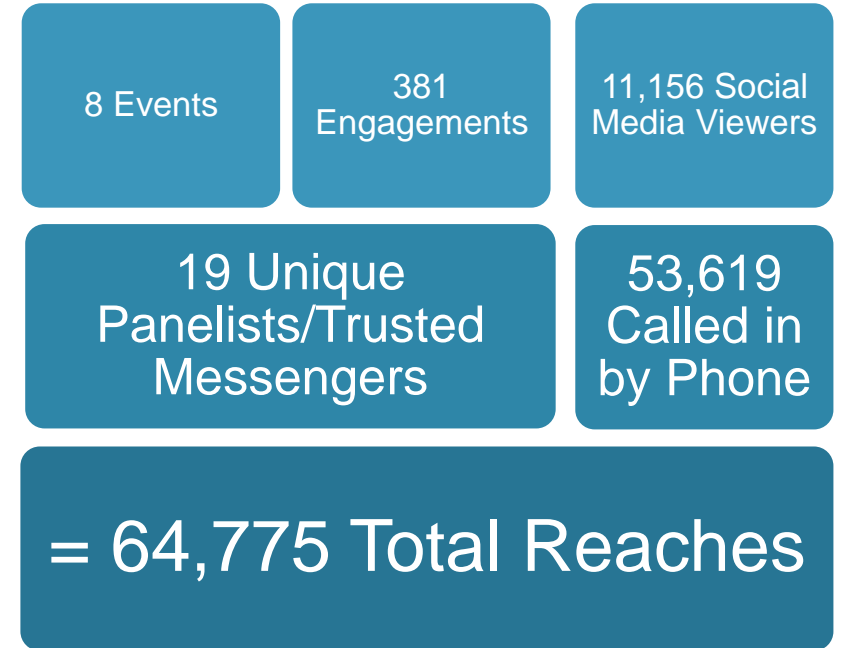 8 Events
381
Engagements
11,156 Social
Media Viewers
19 Unique
Panelists/Trusted
Messengers
53,619
Called in
by Phone
= 64,775 Total Reaches